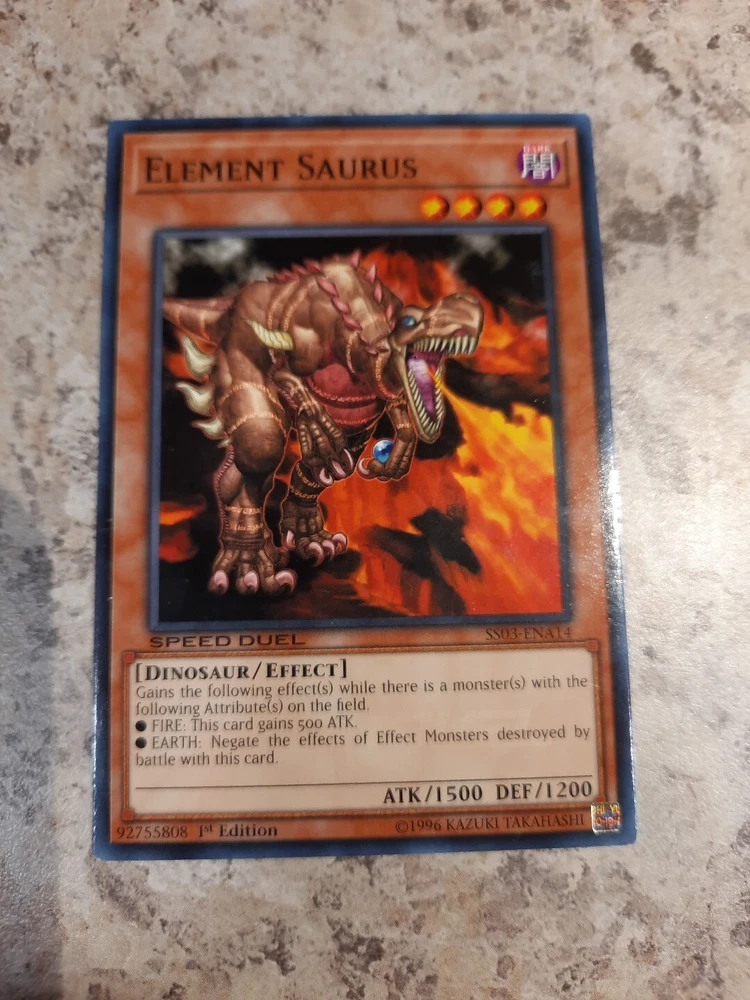 ELEMENT SAURUS
DARK
闇
SPEED DUEL
SS03-ENA14
[DINOSAUR/EFFECT]
Gains the following effect(s) while there is a monster(s) with the
following Attribute(s) on the field.
● FIRE: This card gains 500 ATK.
● EARTH: Negate the effects of Effect Monsters destroyed by
battle with this card.
ATK/1500 DEF/1200
92755808 1st Edition
©1996 KAZUKI TAKAHASHI